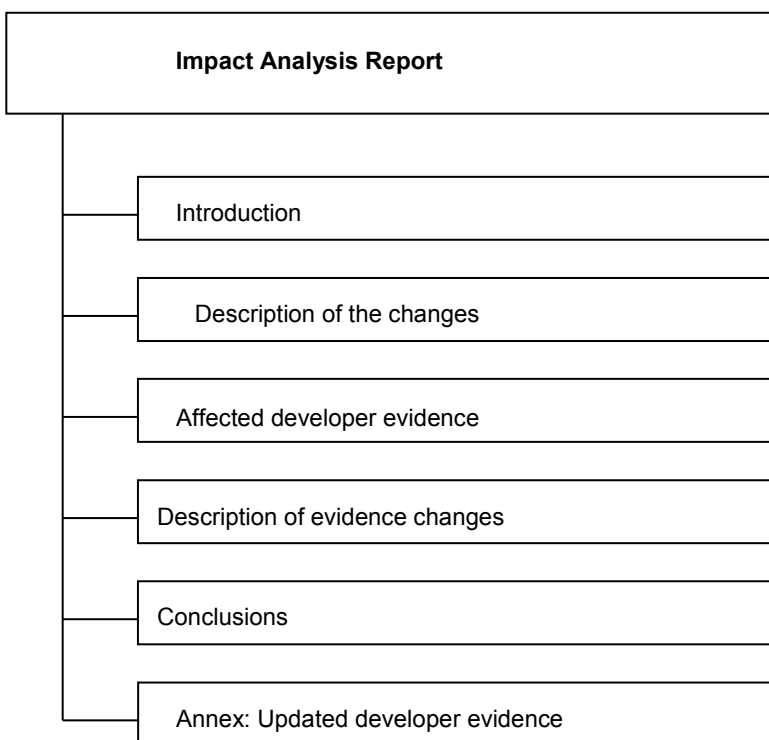 Impact Analysis Report
Introduction
Description of the changes
Affected developer evidence
Description of evidence changes
Conclusions
Annex: Updated developer evidence